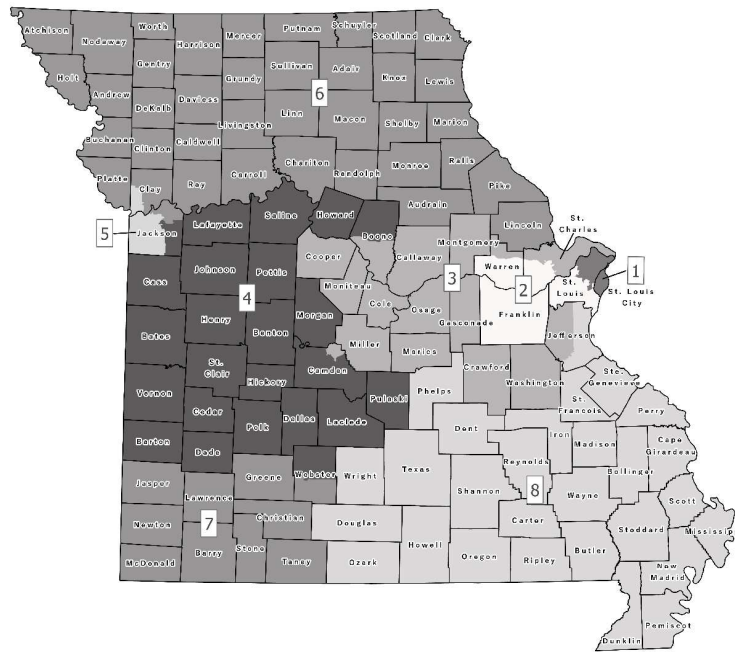 Atchison
Nodaway
Worth
Harrison
Mercer
Putnam
Schuyler
Scotland
Clark
Gentry
Sullivan
Adair
Knox
Lewis
Holt
Andrew
DeKalb
Daviess
Grundy
6
Linn
Macon
Shelby
Marion
Livingston
Buchanan
Clinton
Caldwell
Chariton
Randolph
Monroe
Ralls
Platte
Clay
Ray
Carroll
Pike
Audrain
5
Jackson
Lafayette
Saline
Howard
Boone
Lincoln
St.
Charles
Montgomery
Callaway
Cooper
Warren
1
3
2
St.
Louis
St. Louis
City
Cass
Johnson
Pettis
Moniteau
Cole
Osage
Gasconade
Franklin
4
Henry
Benton
Morgan
Jefferson
Bates
Miller
Maries
St.
Clair
Hickory
Camden
Crawford
Washington
Ste.
Genevieve
Vernon
Cedar
Polk
Dallas
Laclede
Pulaski
Phelps
St.
Francois
Perry
Dent
Iron
Madison
Cape
Girardeau
Barton
Dade
Reynolds
Bollinger
Jasper
Greene
Webster
Wright
Texas
Shannon
8
Wayne
Scott
Lawrence
7
Newton
Christian
Douglas
Carter
Stoddard
Mississip
McDonald
Barry
Stone
Taney
Ozark
Howell
Oregon
Ripley
Butler
New
Madrid
Pemiscot
Dunklin